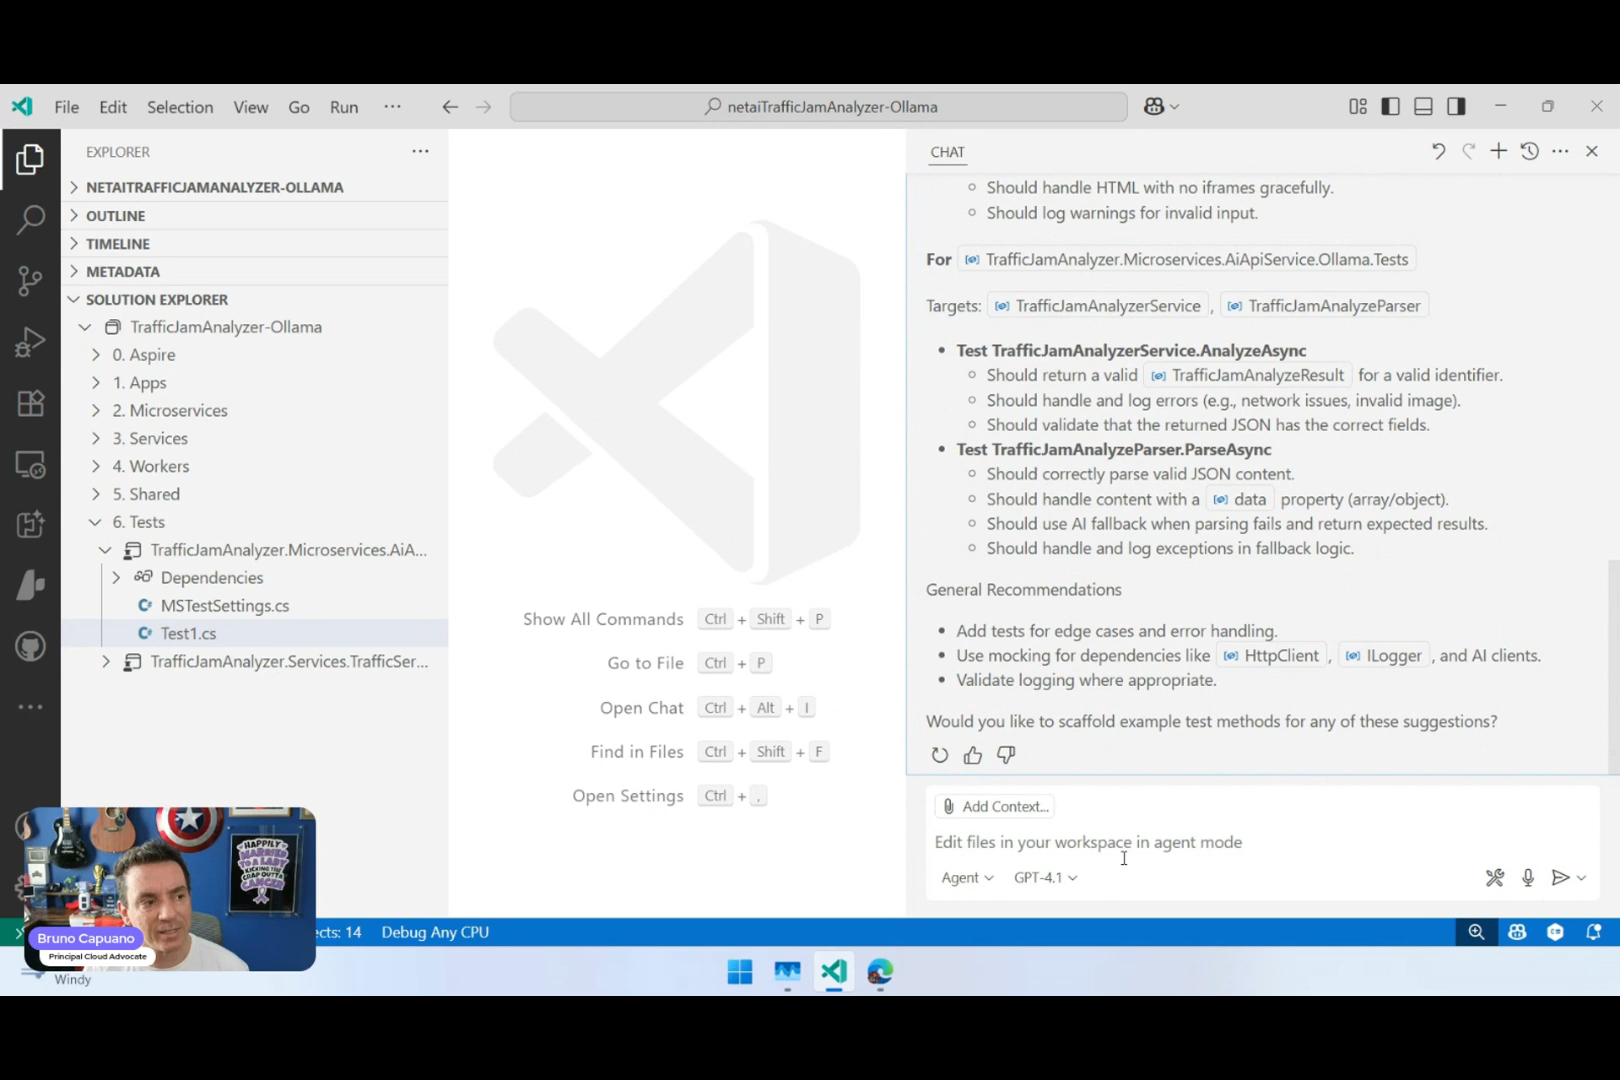 File Edit Selection View Go Run ···
netaiTrafficJamAnalyzer-Ollama
EXPLORER
NETAITRAFFICJAMANALYZER-OLLAMA
OUTLINE
TIMELINE
METADATA
SOLUTION EXPLORER
TrafficJamAnalyzer-Ollama
0. Aspire
1. Apps
2. Microservices
3. Services
4. Workers
5. Shared
6. Tests
TrafficJamAnalyzer.Microservices.AiA...
Dependencies
MSTestSettings.cs
Test1.cs
TrafficJamAnalyzer.Services.TrafficSer...
Show All Commands Ctrl + Shift + P
Go to File Ctrl + P
Open Chat Ctrl + Alt + I
Find in Files Ctrl + Shift + F
Open Settings Ctrl + ,
CHAT
Should handle HTML with no iframes gracefully.
Should log warnings for invalid input.
For TrafficJamAnalyzer.Microservices.AiApiService.Ollama.Tests
Targets: TrafficJamAnalyzerService , TrafficJamAnalyzeParser
Test TrafficJamAnalyzerService.AnalyzeAsync
Should return a valid TrafficJamAnalyzeResult for a valid identifier.
Should handle and log errors (e.g., network issues, invalid image).
Should validate that the returned JSON has the correct fields.
Test TrafficJamAnalyzeParser.ParseAsync
Should correctly parse valid JSON content.
Should handle content with a data property (array/object).
Should use AI fallback when parsing fails and return expected results.
Should handle and log exceptions in fallback logic.
General Recommendations
Add tests for edge cases and error handling.
Use mocking for dependencies like HttpClient , ILogger , and AI clients.
Validate logging where appropriate.
Would you like to scaffold example test methods for any of these suggestions?
Add Context...
Edit files in your workspace in agent mode
Agent GPT-4.1
HAPPILY
MARRIED
TO A LADY
KICKING THE
CRAP OUTTA
CANCER
Bruno Capuano
Principal Cloud Advocate
ects: 14 Debug Any CPU
Windy